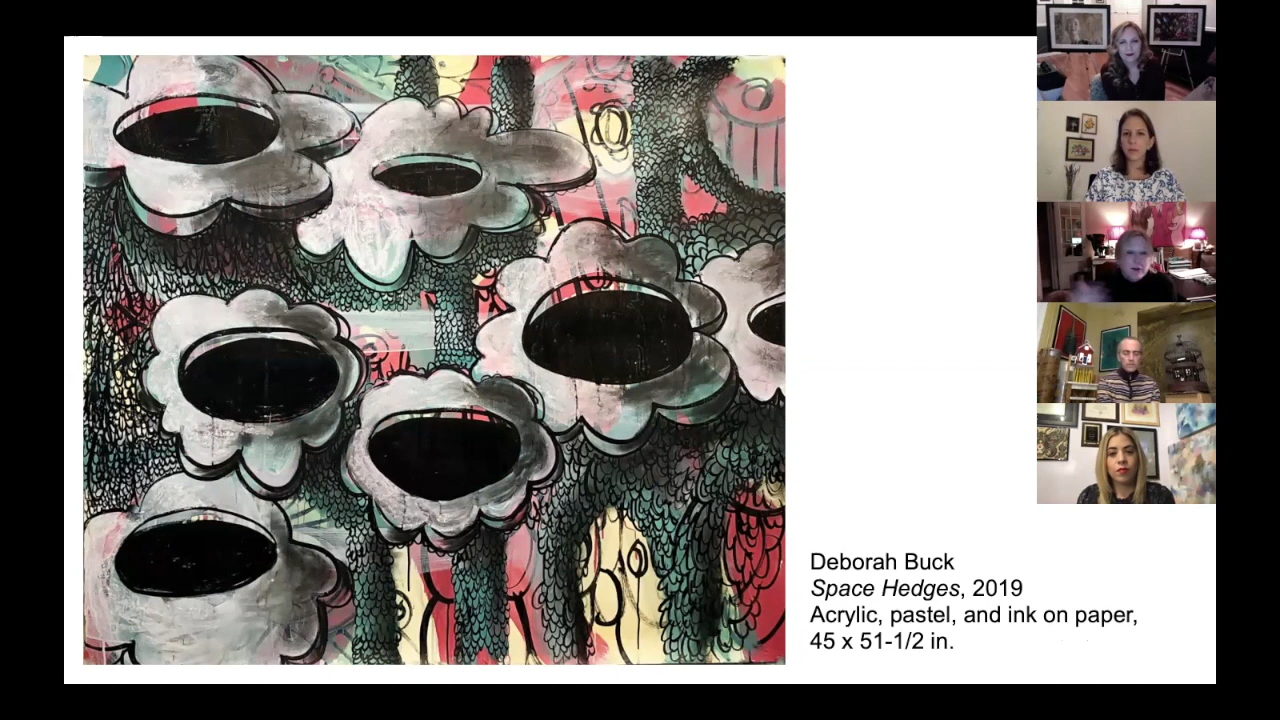 Deborah Buck
Space Hedges, 2019
Acrylic, pastel, and ink on paper,
45 x 51-1/2 in.